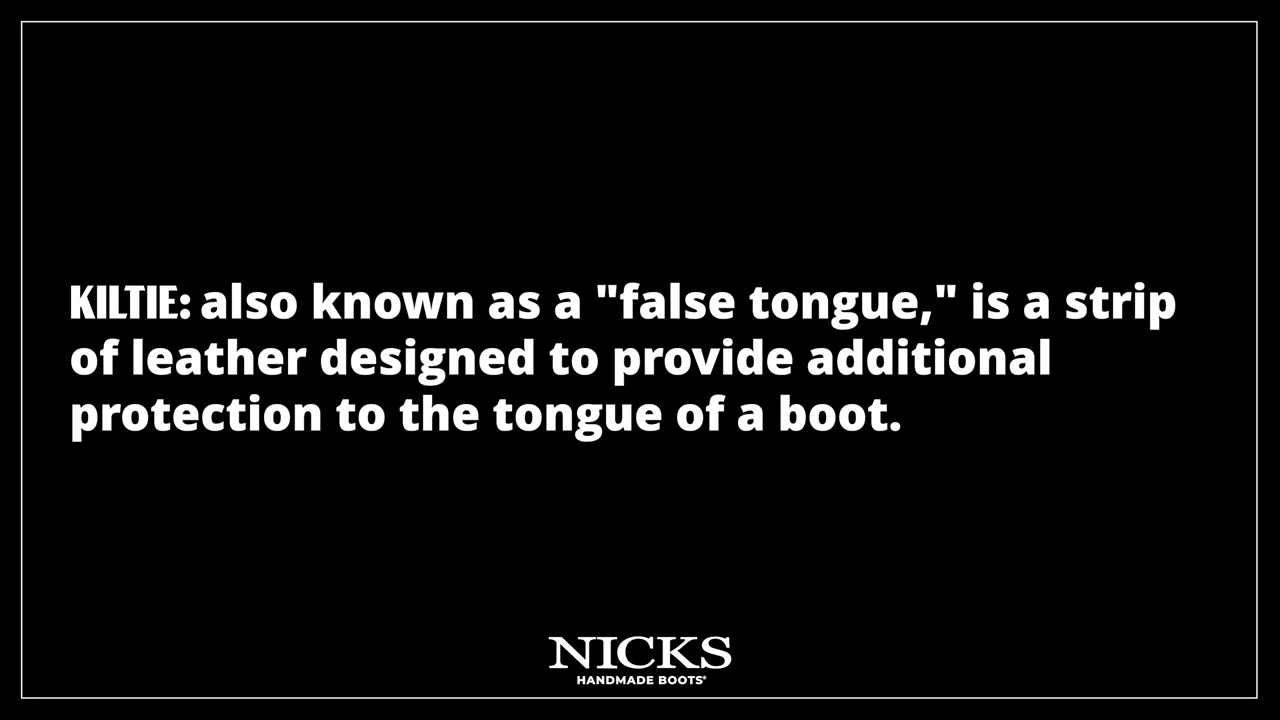 KILTIE: also known as a "false tongue," is a strip
of leather designed to provide additional
protection to the tongue of a boot.
NICKS
HANDMADE BOOTS®